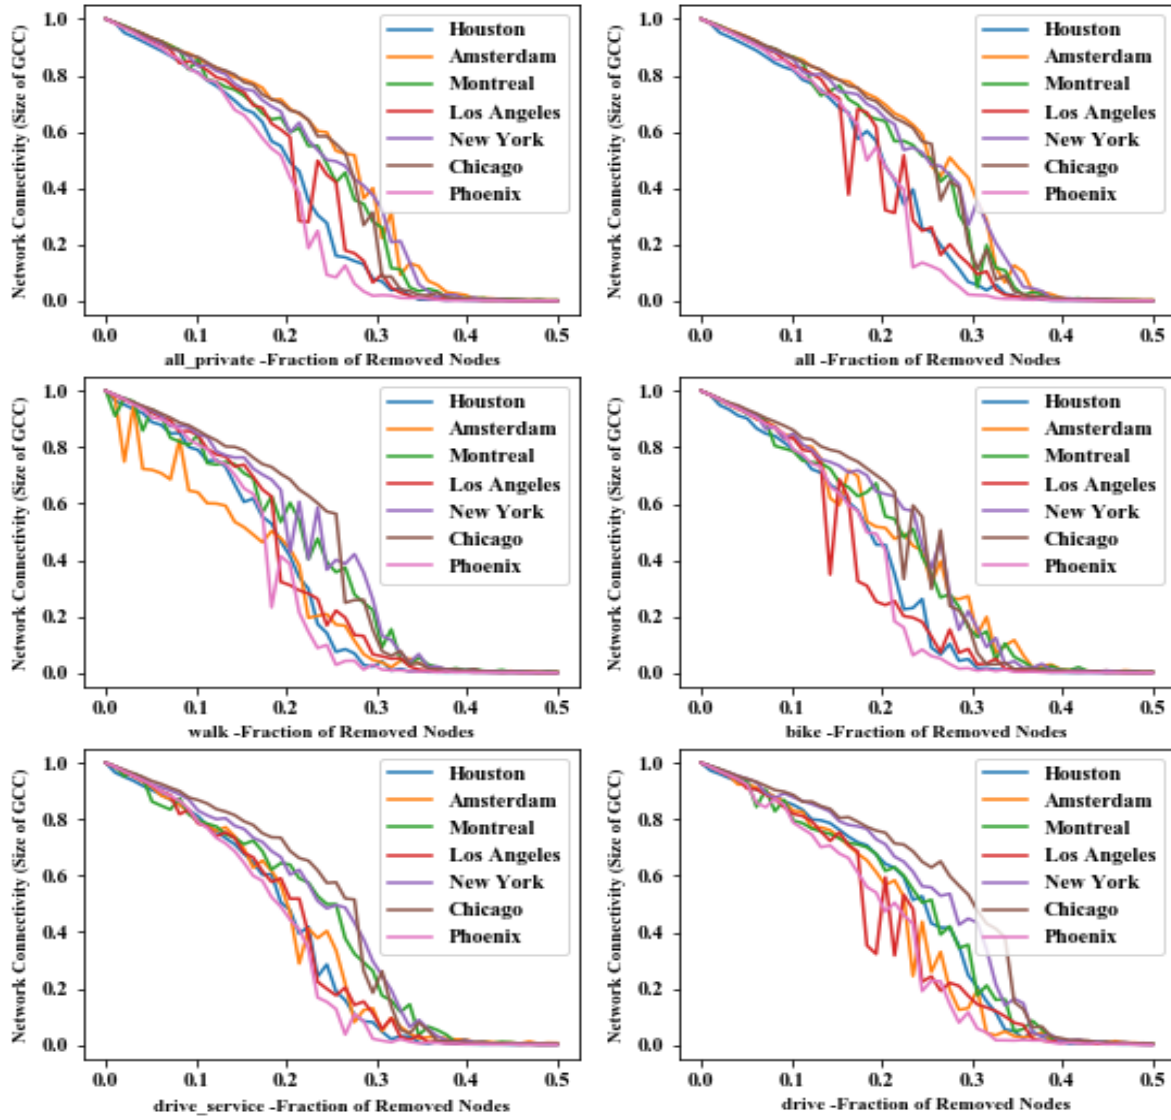 Network Connectivity (Size of GCC)
1.0
0.8
0.6
0.4
0.2
0.0
Houston
Amsterdam
Montreal
Los Angeles
New York
Chicago
Phoenix
0.0 0.1 0.2 0.3 0.4 0.5
all_private -Fraction of Removed Nodes
Network Connectivity (Size of GCC)
1.0
0.8
0.6
0.4
0.2
0.0
Houston
Amsterdam
Montreal
Los Angeles
New York
Chicago
Phoenix
0.0 0.1 0.2 0.3 0.4 0.5
all -Fraction of Removed Nodes
Network Connectivity (Size of GCC)
1.0
0.8
0.6
0.4
0.2
0.0
Houston
Amsterdam
Montreal
Los Angeles
New York
Chicago
Phoenix
0.0 0.1 0.2 0.3 0.4 0.5
walk -Fraction of Removed Nodes
Network Connectivity (Size of GCC)
1.0
0.8
0.6
0.4
0.2
0.0
Houston
Amsterdam
Montreal
Los Angeles
New York
Chicago
Phoenix
0.0 0.1 0.2 0.3 0.4 0.5
bike -Fraction of Removed Nodes
Network Connectivity (Size of GCC)
1.0
0.8
0.6
0.4
0.2
0.0
Houston
Amsterdam
Montreal
Los Angeles
New York
Chicago
Phoenix
0.0 0.1 0.2 0.3 0.4 0.5
drive_service -Fraction of Removed Nodes
Network Connectivity (Size of GCC)
1.0
0.8
0.6
0.4
0.2
0.0
Houston
Amsterdam
Montreal
Los Angeles
New York
Chicago
Phoenix
0.0 0.1 0.2 0.3 0.4 0.5
drive -Fraction of Removed Nodes